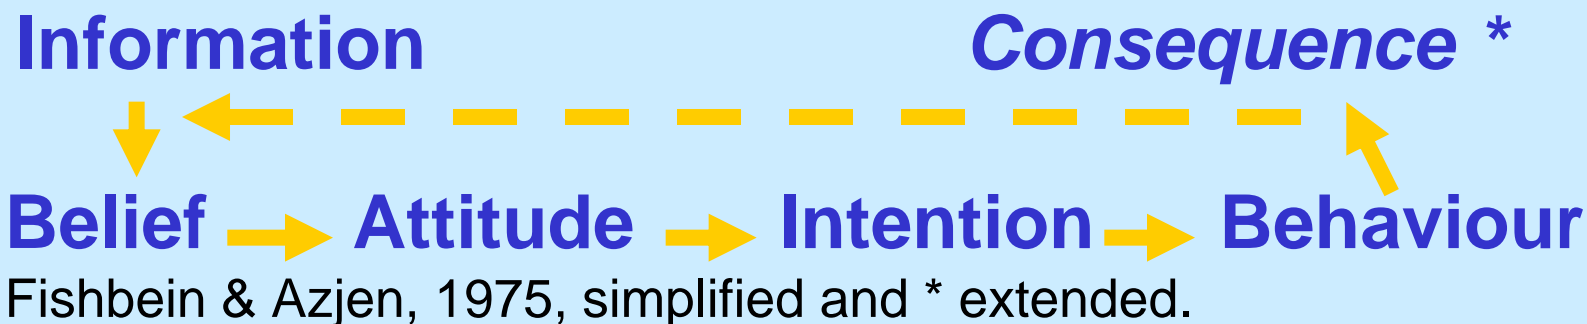 Information Consequence *
Belief Attitude Intention Behaviour
Fishbein & Azjen, 1975, simplified and * extended.